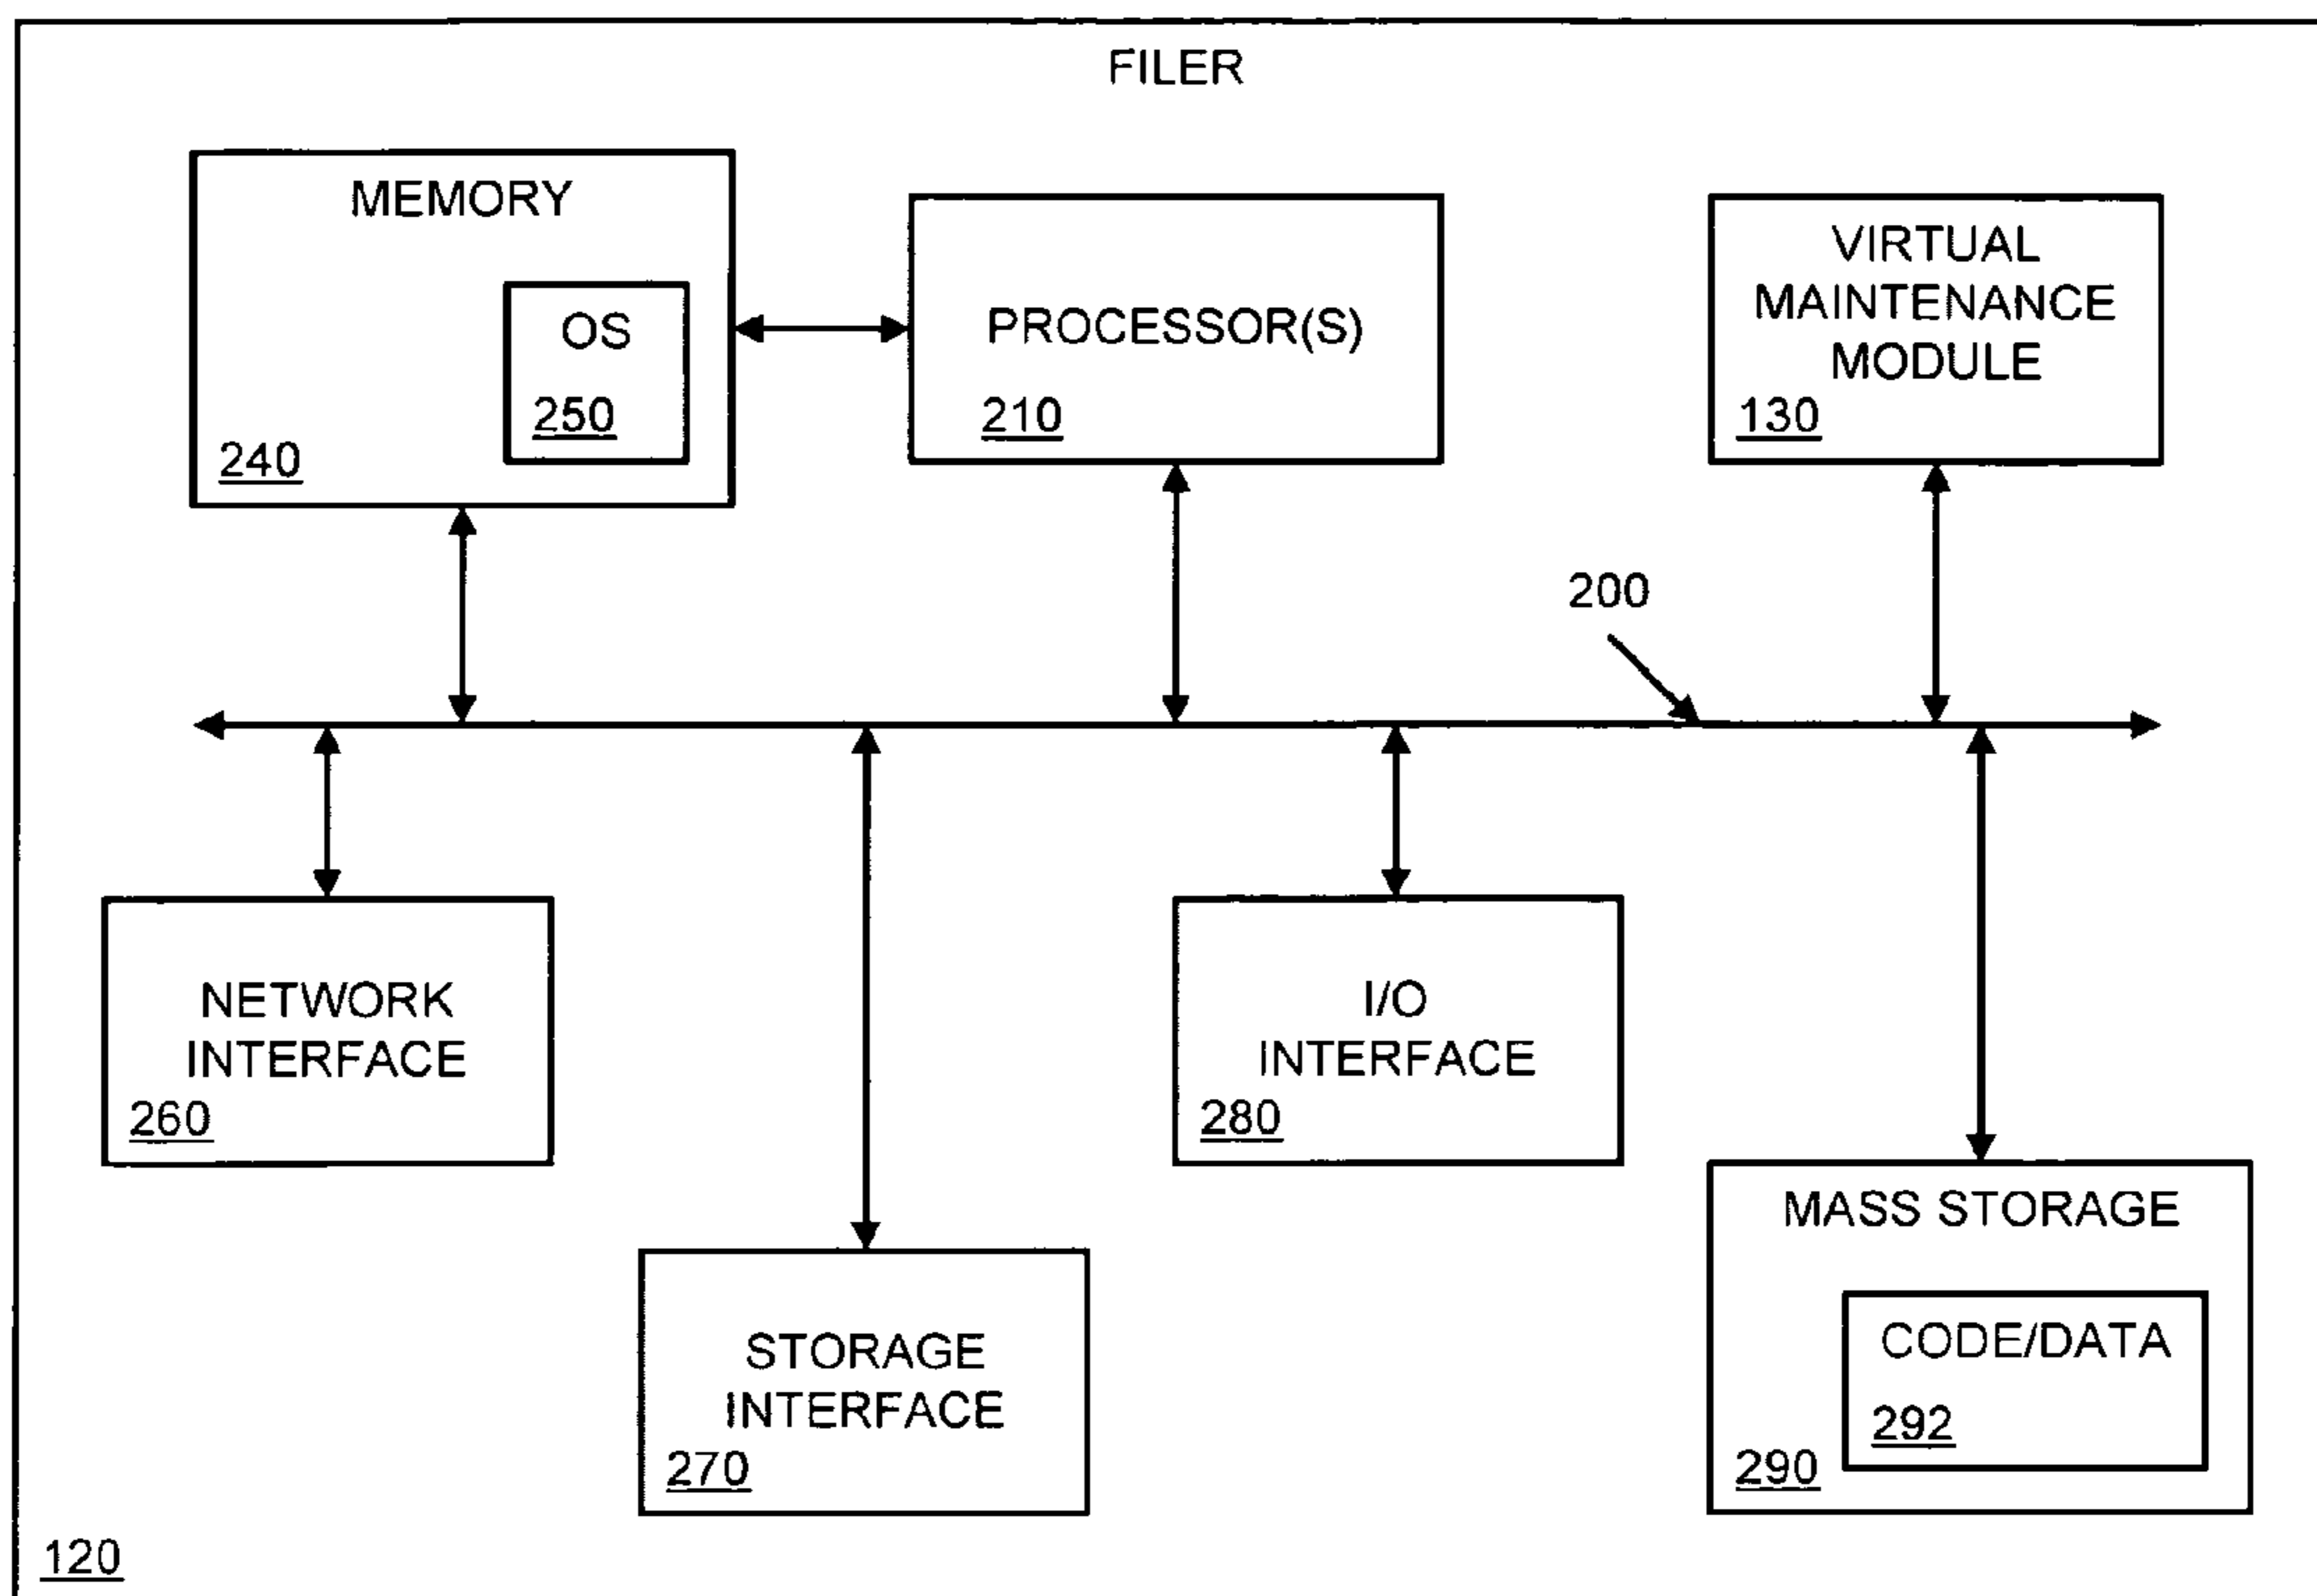 FILER
MEMORY
OS
250
240
PROCESSOR(S)
210
VIRTUAL
MAINTENANCE
MODULE
130
200
NETWORK
INTERFACE
260
STORAGE
INTERFACE
270
I/O
INTERFACE
280
MASS STORAGE
CODE/DATA
292
290
120